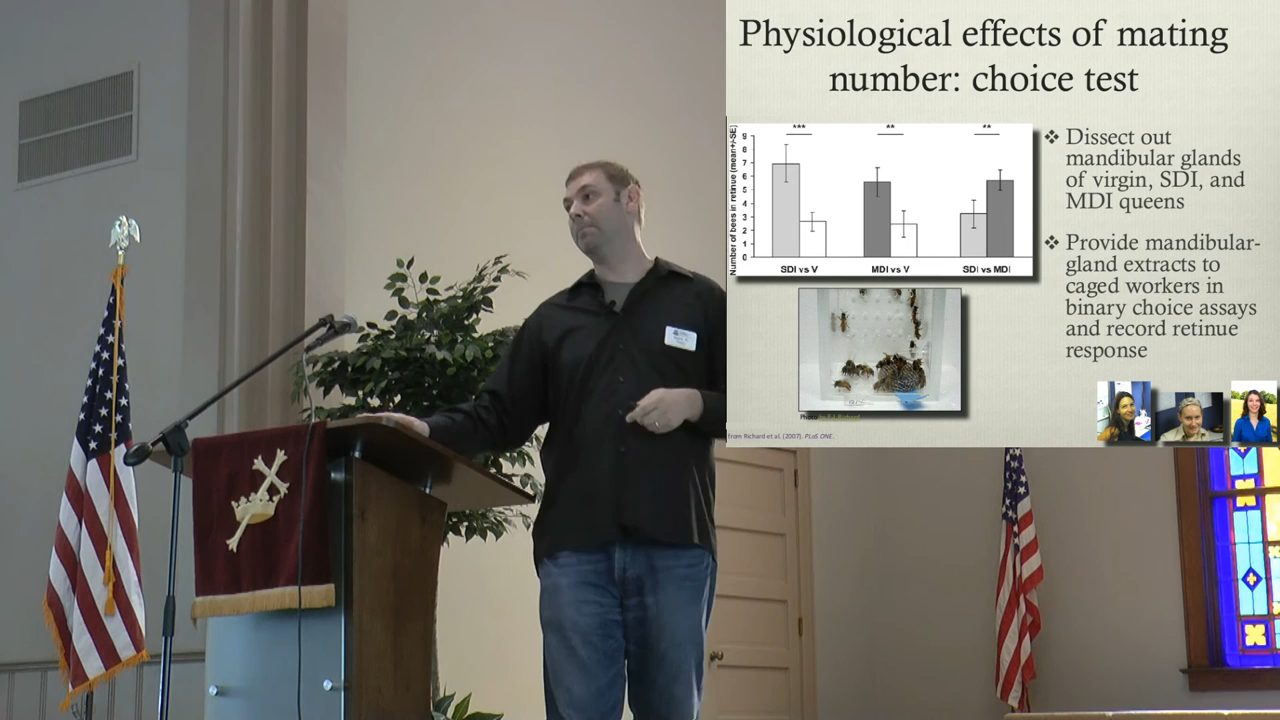 Physiological effects of mating
number: choice test
Number of bees in retinue (mean+/-SE)
9
8
7
6
5
4
3
2
1
0
***
**
**
SDI vs V
MDI vs V
SDI vs MDI
❖ Dissect out
mandibular glands
of virgin, SDI, and
MDI queens
❖ Provide mandibular-
gland extracts to
caged workers in
binary choice assays
and record retinue
response
from Richard et al. (2007). PLoS ONE.